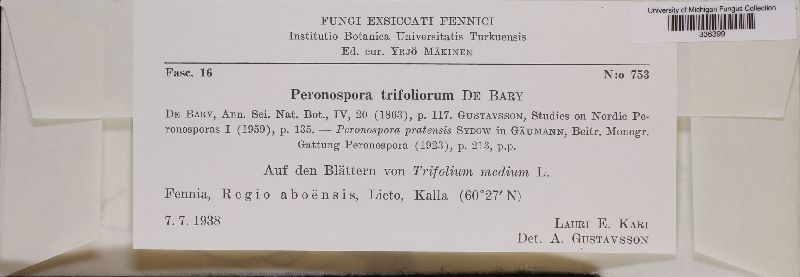 University of Michigan Fungus Collection
336399
FUNGI EXSICCATI FENNICI
Institutio Botanica Universitatis Turkuensis
Ed. cur. YRJÖ MÄKINEN
Fasc. 16 N:o 753
Peronospora trifoliorum DE BARY
DE BARY, Ann. Sci. Nat. Bot., IV, 20 (1863), p. 117. GUSTAVSSON, Studies on Nordic Pe-
ronosporas I (1959), p. 135. — Peronospora pratensis SYDOW in GÄUMANN, Beitr. Monogr.
Gattung Peronospora (1923), p. 213, p.p.
Auf den Blättern von Trifolium medium L.
Fennia, Regio aboënsis, Lieto, Kalla (60°27' N)
7. 7. 1938 LAURI E. KARI
Det. A. GUSTAVSSON